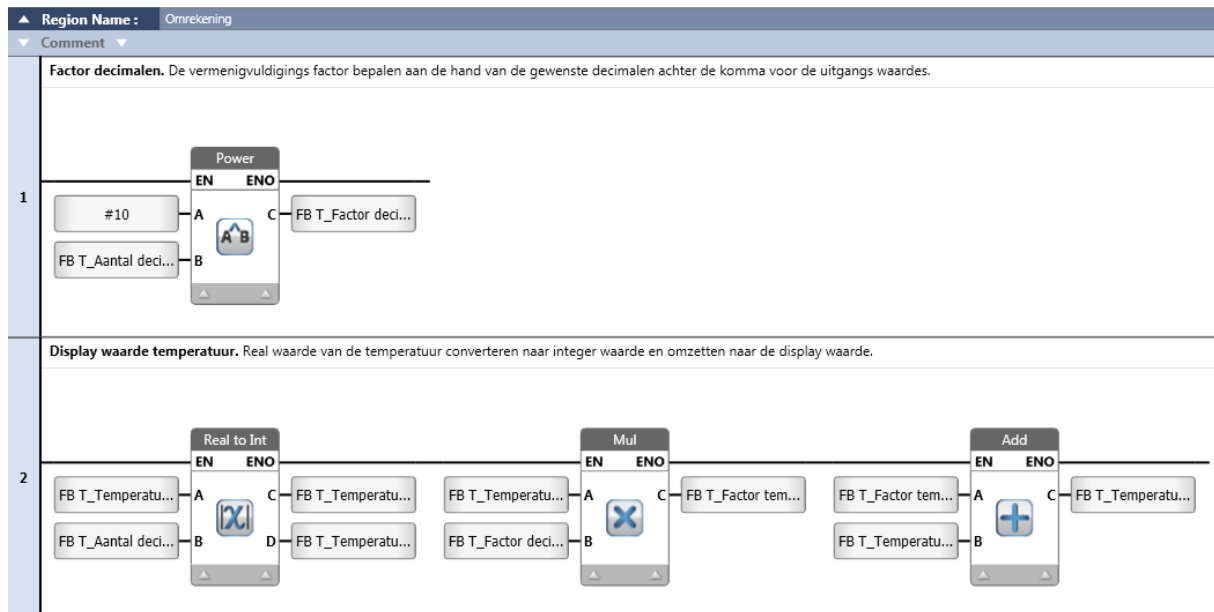 Region Name : Omrekening
Comment
1
Factor decimalen. De vermenigvuldigings factor bepalen aan de hand van de gewenste decimalen achter de komma voor de uitgangs waardes.
Power
EN ENO
#10 A C FB T_Factor deci...
A^B
FB T_Aantal deci... B
2
Display waarde temperatuur. Real waarde van de temperatuur converteren naar integer waarde en omzetten naar de display waarde.
Real to Int Mul Add
EN ENO EN ENO EN ENO
FB T_Temperatu... A C FB T_Temperatu... FB T_Temperatu... A C FB T_Factor tem... FB T_Factor tem... A C FB T_Temperatu...
|X|
FB T_Aantal deci... B D FB T_Temperatu... FB T_Factor deci... B FB T_Temperatu... B